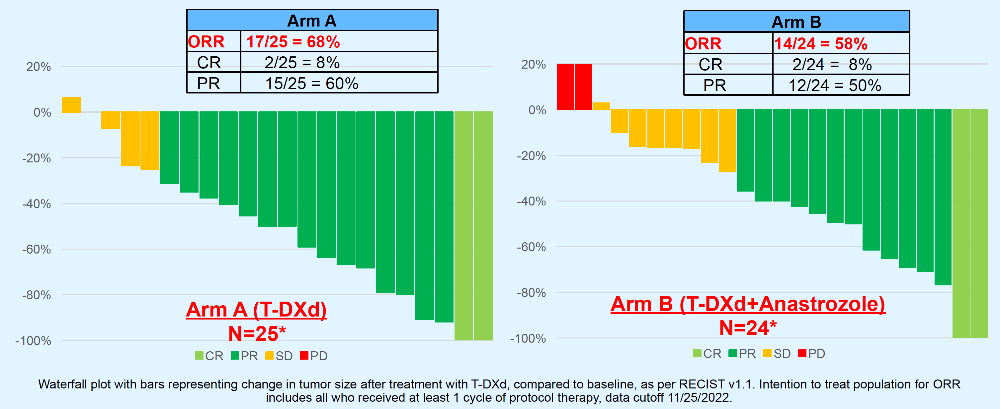 Arm A
ORR 17/25 = 68%
CR 2/25 = 8%
PR 15/25 = 60%
20%
0%
-20%
-40%
-60%
-80%
-100%
Arm A (T-DXd)
N=25*
CR PR SD PD
Arm B
ORR 14/24 = 58%
CR 2/24 = 8%
PR 12/24 = 50%
20%
0%
-20%
-40%
-60%
-80%
-100%
Arm B (T-DXd+Anastrozole)
N=24*
CR PR SD PD
Waterfall plot with bars representing change in tumor size after treatment with T-DXd, compared to baseline, as per RECIST v1.1. Intention to treat population for ORR
includes all who received at least 1 cycle of protocol therapy, data cutoff 11/25/2022.